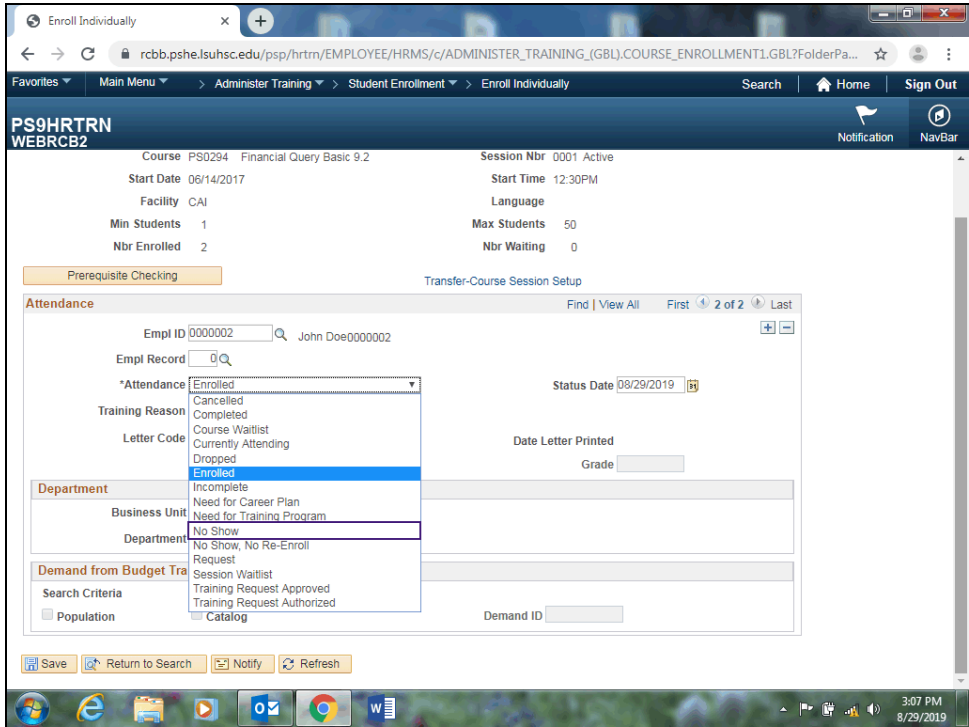 Enroll Individually
rcbb.pshe.lsuhsc.edu/psp/hrtrn/EMPLOYEE/HRMS/c/ADMINISTER_TRAINING_(GBL).COURSE_ENROLLMENT1.GBL?FolderPa...
Favorites Main Menu > Administer Training > Student Enrollment > Enroll Individually Search Home Sign Out
PS9HRTRN
WEBRCB2
Notification NavBar
Course PS0294 Financial Query Basic 9.2 Session Nbr 0001 Active
Start Date 06/14/2017 Start Time 12:30PM
Facility CAI Language
Min Students 1 Max Students 50
Nbr Enrolled 2 Nbr Waiting 0
Prerequisite Checking Transfer-Course Session Setup
Attendance Find | View All First 2 of 2 Last
Empl ID 0000002 John Doe0000002
Empl Record 0
*Attendance Enrolled Status Date 08/29/2019
Cancelled
Training Reason Completed
Course Waitlist
Letter Code Currently Attending Date Letter Printed
Dropped Grade
Enrolled
Department Incomplete
Need for Career Plan
Business Unit Need for Training Program
No Show
Department No Show, No Re-Enroll
Request
Demand from Budget Tra Session Waitlist
Search Criteria Training Request Approved
Training Request Authorized
Population Catalog Demand ID
Save Return to Search Notify Refresh
3:07 PM
8/29/2019